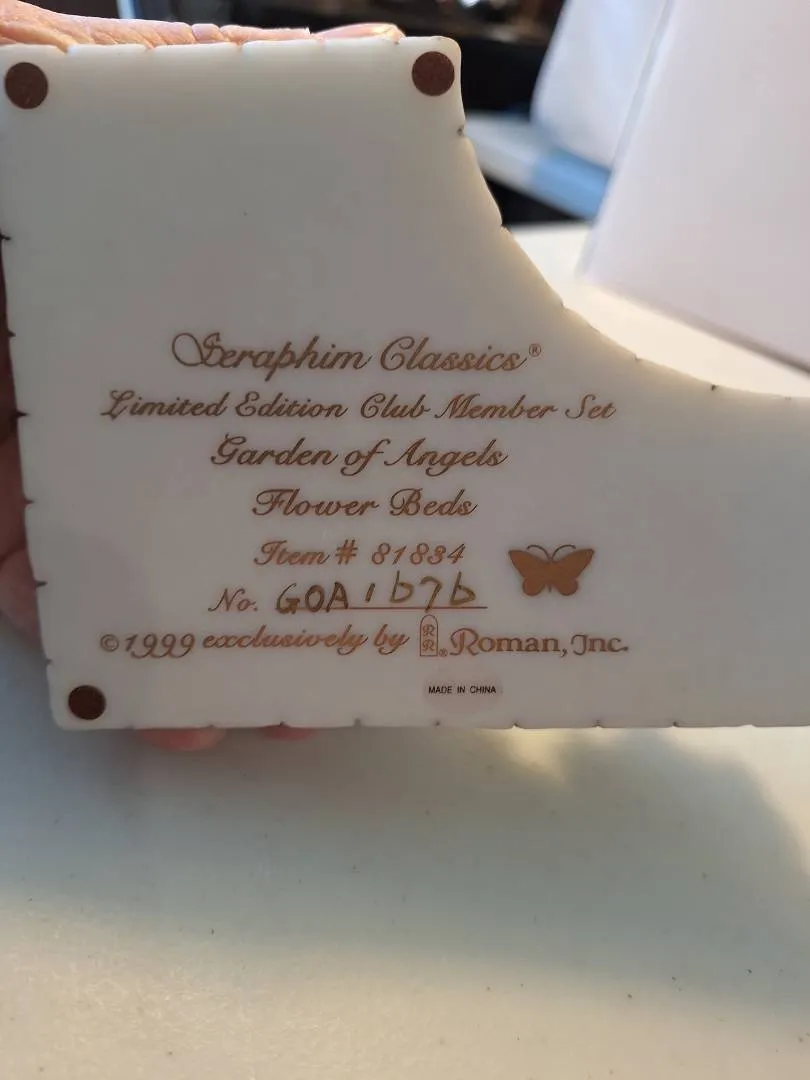 Seraphim Classics®
Limited Edition Club Member Set
Garden of Angels
Flower Beds
Item # 81834
No. GOA1676
©1999 exclusively by RR® Roman, Inc.
MADE IN CHINA